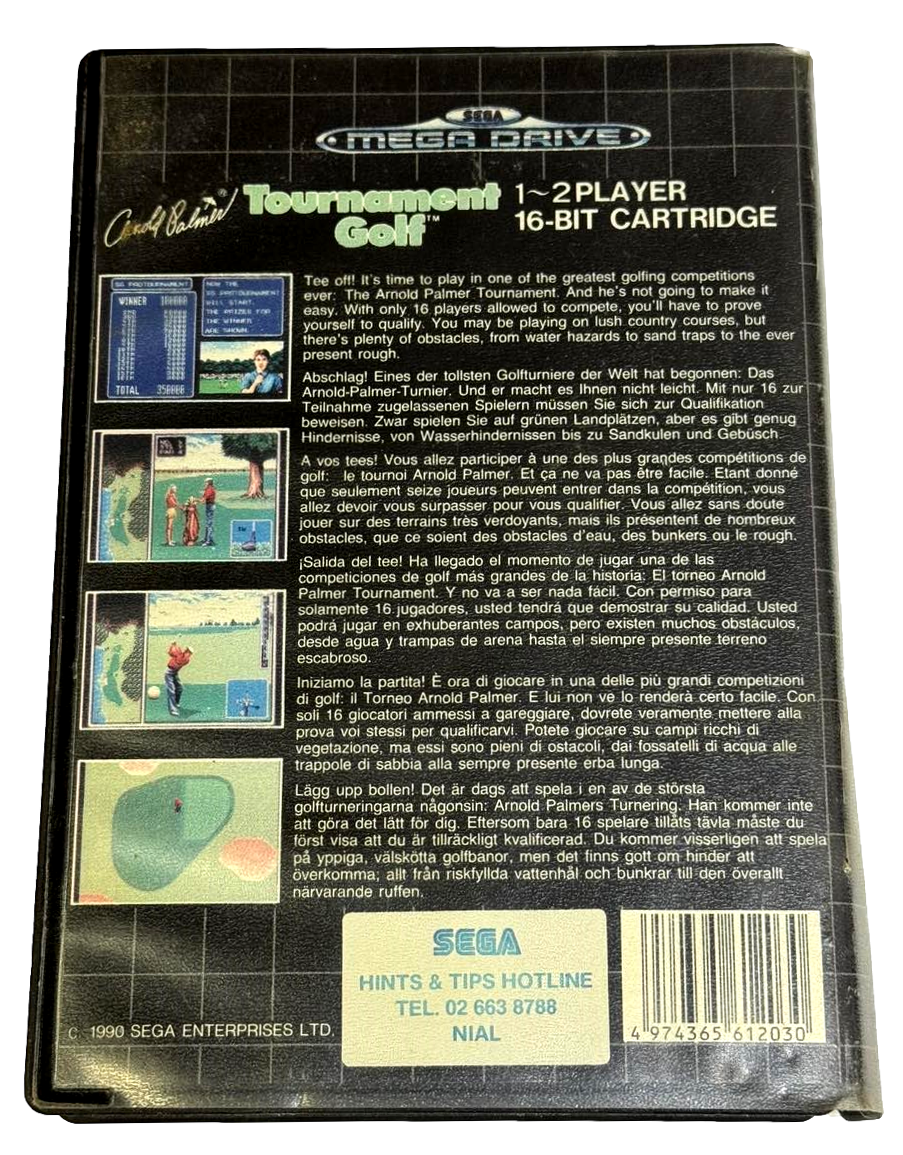 SEGA
MEGA DRIVE
Arnold Palmer®
Tournament
Golf™
1~2 PLAYER
16-BIT CARTRIDGE
WINNER
TOTAL 350000
NOW THE
WILL START.
THE PRIZES FOR
THE WINNER
ARE SHOWN.
Tee off! It's time to play in one of the greatest golfing competitions
ever: The Arnold Palmer Tournament. And he's not going to make it
easy. With only 16 players allowed to compete, you'll have to prove
yourself to qualify. You may be playing on lush country courses, but
there's plenty of obstacles, from water hazards to sand traps to the ever
present rough.
Abschlag! Eines der tollsten Golfturniere der Welt hat begonnen: Das
Arnold-Palmer-Turnier. Und er macht es Ihnen nicht leicht. Mit nur 16 zur
Teilnahme zugelassenen Spielern müssen Sie sich zur Qualifikation
beweisen. Zwar spielen Sie auf grünen Landplätzen, aber es gibt genug
Hindernisse, von Wasserhindernissen bis zu Sandkulen und Gebüsch.
A vos tees! Vous allez participer à une des plus grandes compétitions de
golf: le tournoi Arnold Palmer. Et ça ne va pas être facile. Etant donné
que seulement seize joueurs peuvent entrer dans la compétition, vous
allez devoir vous surpasser pour vous qualifier. Vous allez sans doute
jouer sur des terrains très verdoyants, mais ils présentent de nombreux
obstacles, que ce soient des obstacles d'eau, des bunkers ou le rough.
¡Salida del tee! Ha llegado el momento de jugar una de las
competiciones de golf más grandes de la historia: El torneo Arnold
Palmer Tournament. Y no va a ser nada fácil. Con permiso para
solamente 16 jugadores, usted tendrá que demostrar su calidad. Usted
podrá jugar en exhuberantes campos, pero existen muchos obstáculos,
desde agua y trampas de arena hasta el siempre presente terreno
escabroso.
Iniziamo la partita! È ora di giocare in una delle più grandi competizioni
di golf: il Torneo Arnold Palmer. E lui non ve lo renderà certo facile. Con
soli 16 giocatori ammessi a gareggiare, dovrete veramente mettere alla
prova voi stessi per qualificarvi. Potete giocare su campi ricchi di
vegetazione, ma essi sono pieni di ostacoli, dai fossatelli di acqua alle
trappole di sabbia alla sempre presente erba lunga.
Lägg upp bollen! Det är dags att spela i en av de största
golfturneringarna någonsin: Arnold Palmers Turnering. Han kommer inte
att göra det lätt för dig. Eftersom bara 16 spelare tillåts tävla måste du
först visa att du är tillräckligt kvalificerad. Du kommer visserligen att spela
på yppiga, välskötta golfbanor, men det finns gott om hinder att
överkomma; allt från riskfyllda vattenhål och bunkrar till den överallt
närvarande ruffen.
SEGA
HINTS & TIPS HOTLINE
TEL. 02 663 8788
NIAL
© 1990 SEGA ENTERPRISES LTD.
4 974365 612030